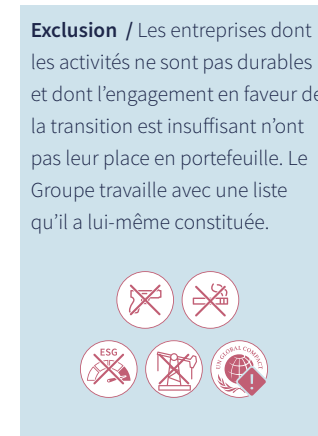 Exclusion / Les entreprises dont
les activités ne sont pas durables
et dont l’engagement en faveur de
la transition est insuffisant n’ont
pas leur place en portefeuille. Le
Groupe travaille avec une liste
qu’il a lui-même constituée.
ESG
UN GLOBAL COMPACT